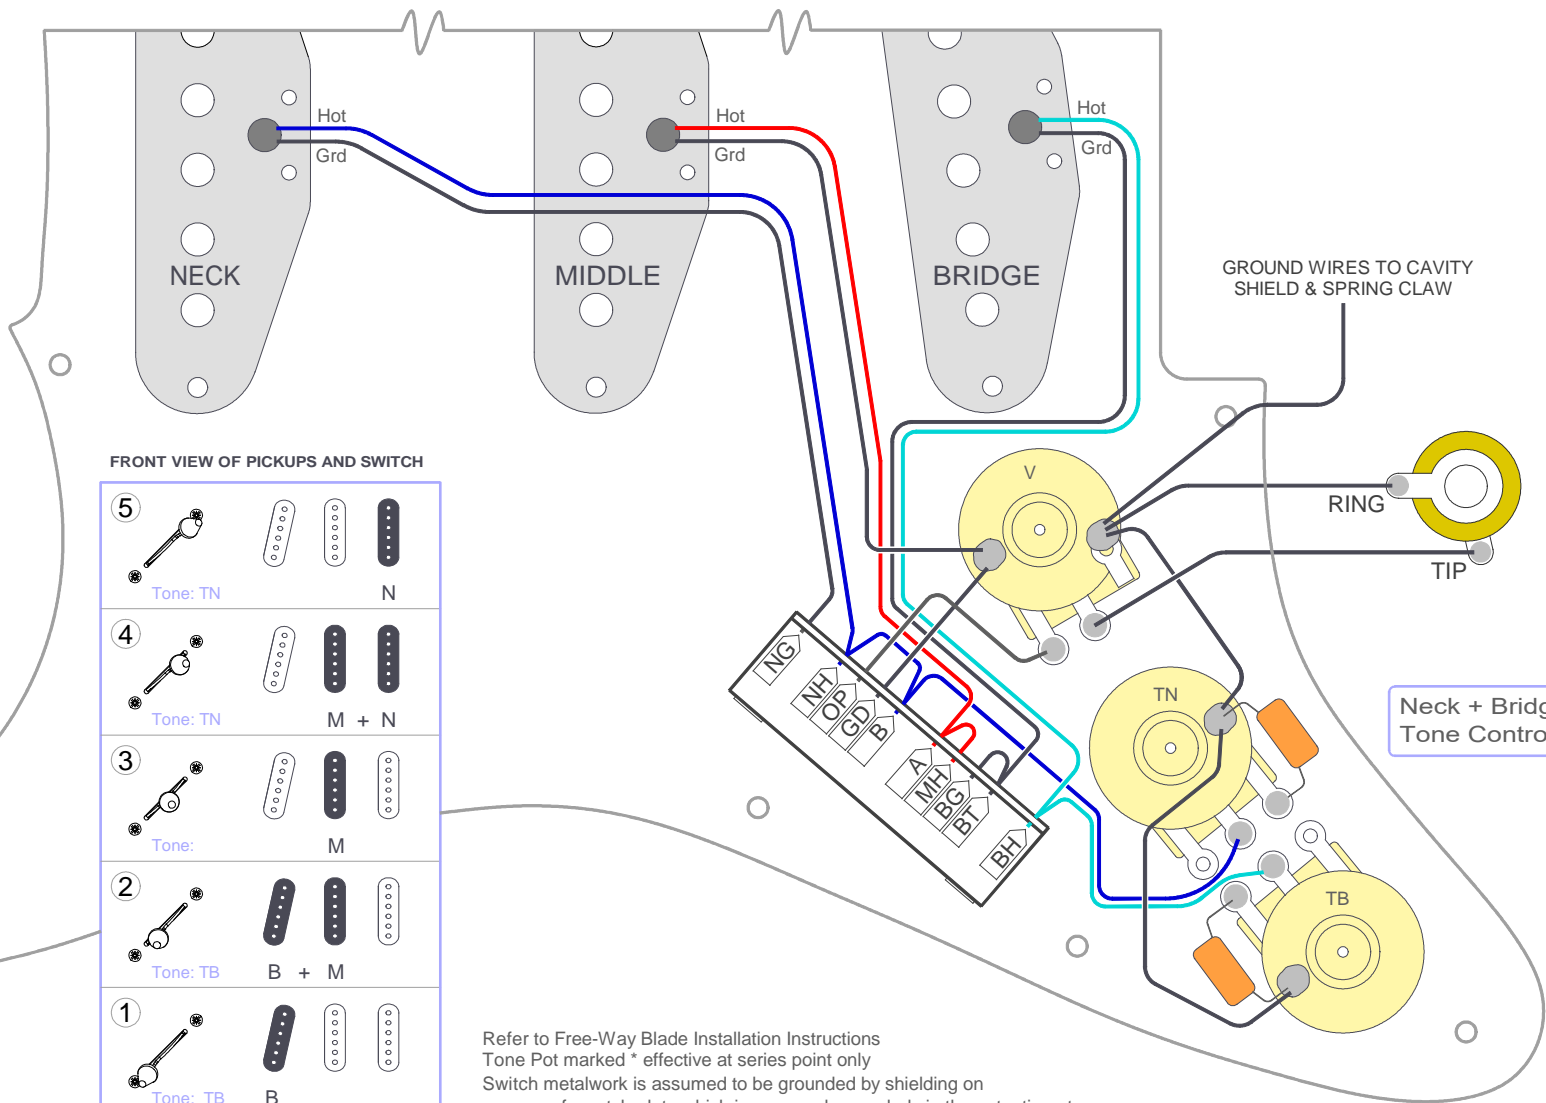 Hot
Grd
Hot
Grd
Hot
Grd
NECK
MIDDLE
BRIDGE
GROUND WIRES TO CAVITY
SHIELD & SPRING CLAW
FRONT VIEW OF PICKUPS AND SWITCH
V
RING
TIP
5
Tone: TN
N
4
Tone: TN
M + N
3
Tone:
M
2
Tone: TB
B + M
1
Tone: TB
B
NG
NH
OP
GD
B
A
MH
BG
BT
BH
TN
TB
Neck +
Tone
Refer to Free-Way Blade Installation Instructions
Tone Pot marked * effective at series point only
Switch metalwork is assumed to be grounded by shielding on